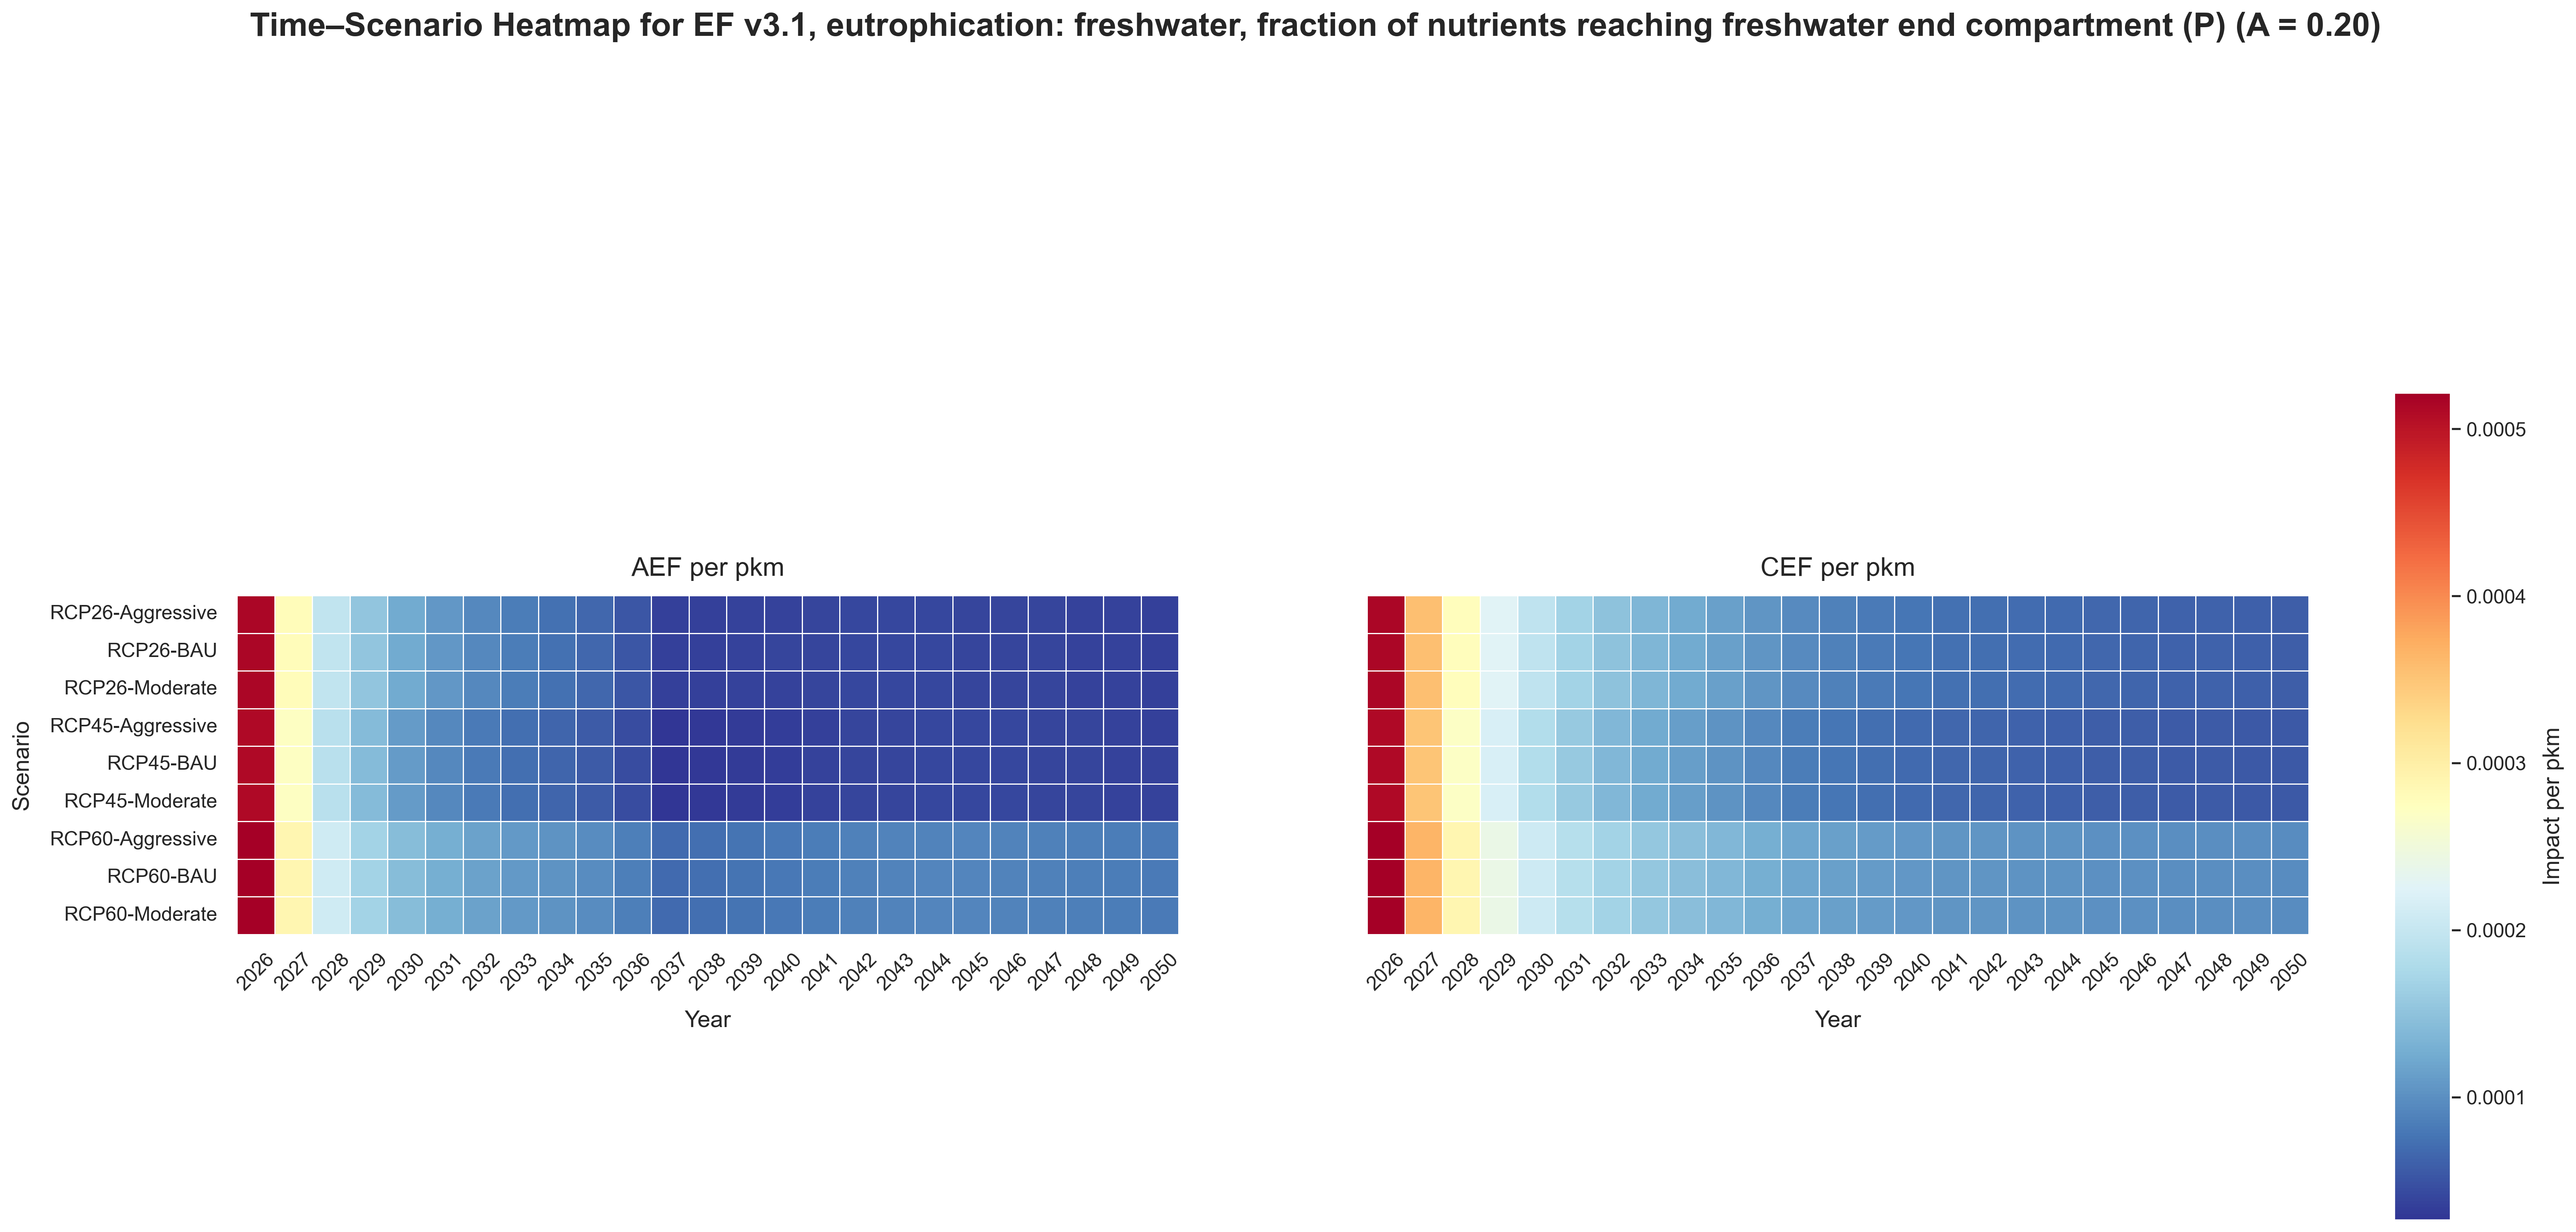 Time–Scenario Heatmap for EF v3.1, eutrophication: freshwater, fraction of nutrients reaching freshwater end compartment (P) (A = 0.20)
AEF per pkm
Scenario
RCP26-Aggressive
RCP26-BAU
RCP26-Moderate
RCP45-Aggressive
RCP45-BAU
RCP45-Moderate
RCP60-Aggressive
RCP60-BAU
RCP60-Moderate
2026 2027 2028 2029 2030 2031 2032 2033 2034 2035 2036 2037 2038 2039 2040 2041 2042 2043 2044 2045 2046 2047 2048 2049 2050
Year
CEF per pkm
2026 2027 2028 2029 2030 2031 2032 2033 2034 2035 2036 2037 2038 2039 2040 2041 2042 2043 2044 2045 2046 2047 2048 2049 2050
Year
0.0005
0.0004
0.0003
0.0002
0.0001
Impact per pkm